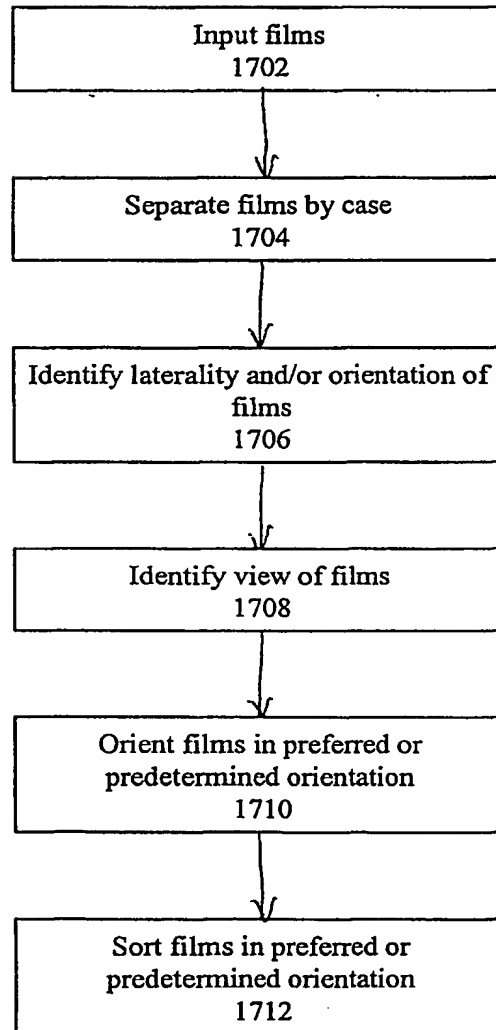 Input films
1702
Separate films by case
1704
Identify laterality and/or orientation of
films
1706
Identify view of films
1708
Orient films in preferred or
predetermined orientation
1710
Sort films in preferred or
predetermined orientation
1712